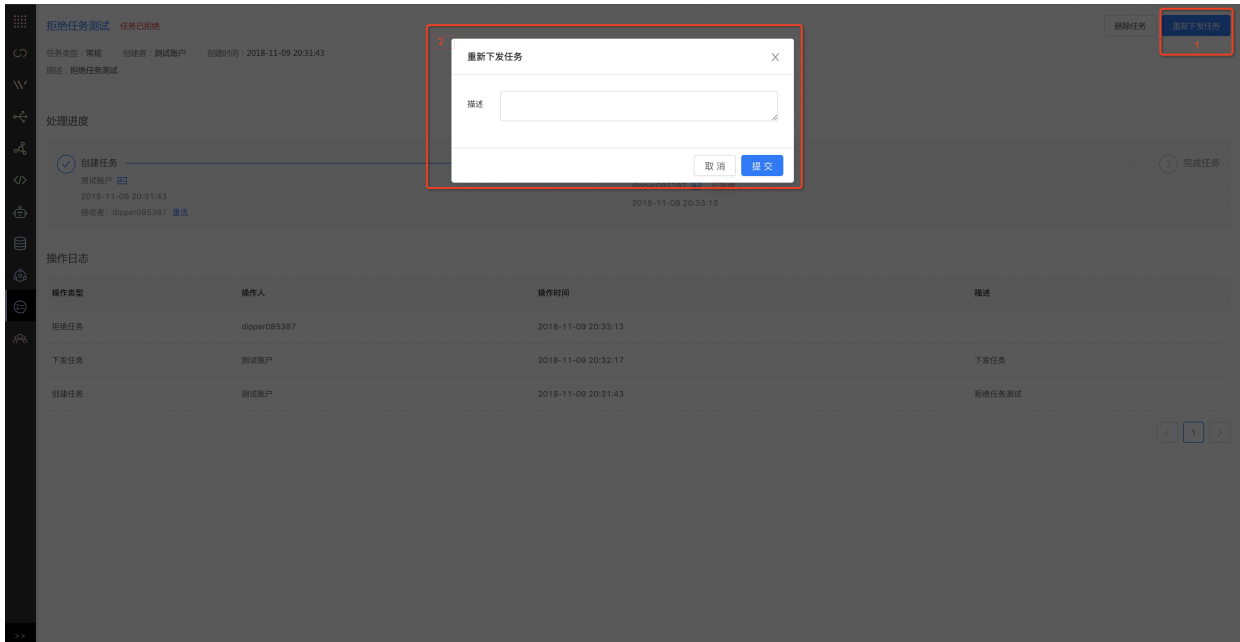 拒绝任务测试 任务已拒绝
删除任务 重新下发任务
1
任务类型：常规 创建者：测试账户 创建时间：2018-11-09 20:31:43
描述：拒绝任务测试
2
重新下发任务 X
描述
取 消 提 交
处理进度
创建任务
测试账户
2018-11-09 20:31:43
接收者：dipper085387 重选
dipper085387 已拒绝
2018-11-09 20:33:13
3 完成任务
操作日志
操作类型 操作人 操作时间 描述
拒绝任务 dipper085387 2018-11-09 20:33:13
下发任务 测试账户 2018-11-09 20:32:17 下发任务
创建任务 测试账户 2018-11-09 20:31:43 拒绝任务测试
< 1 >
>>